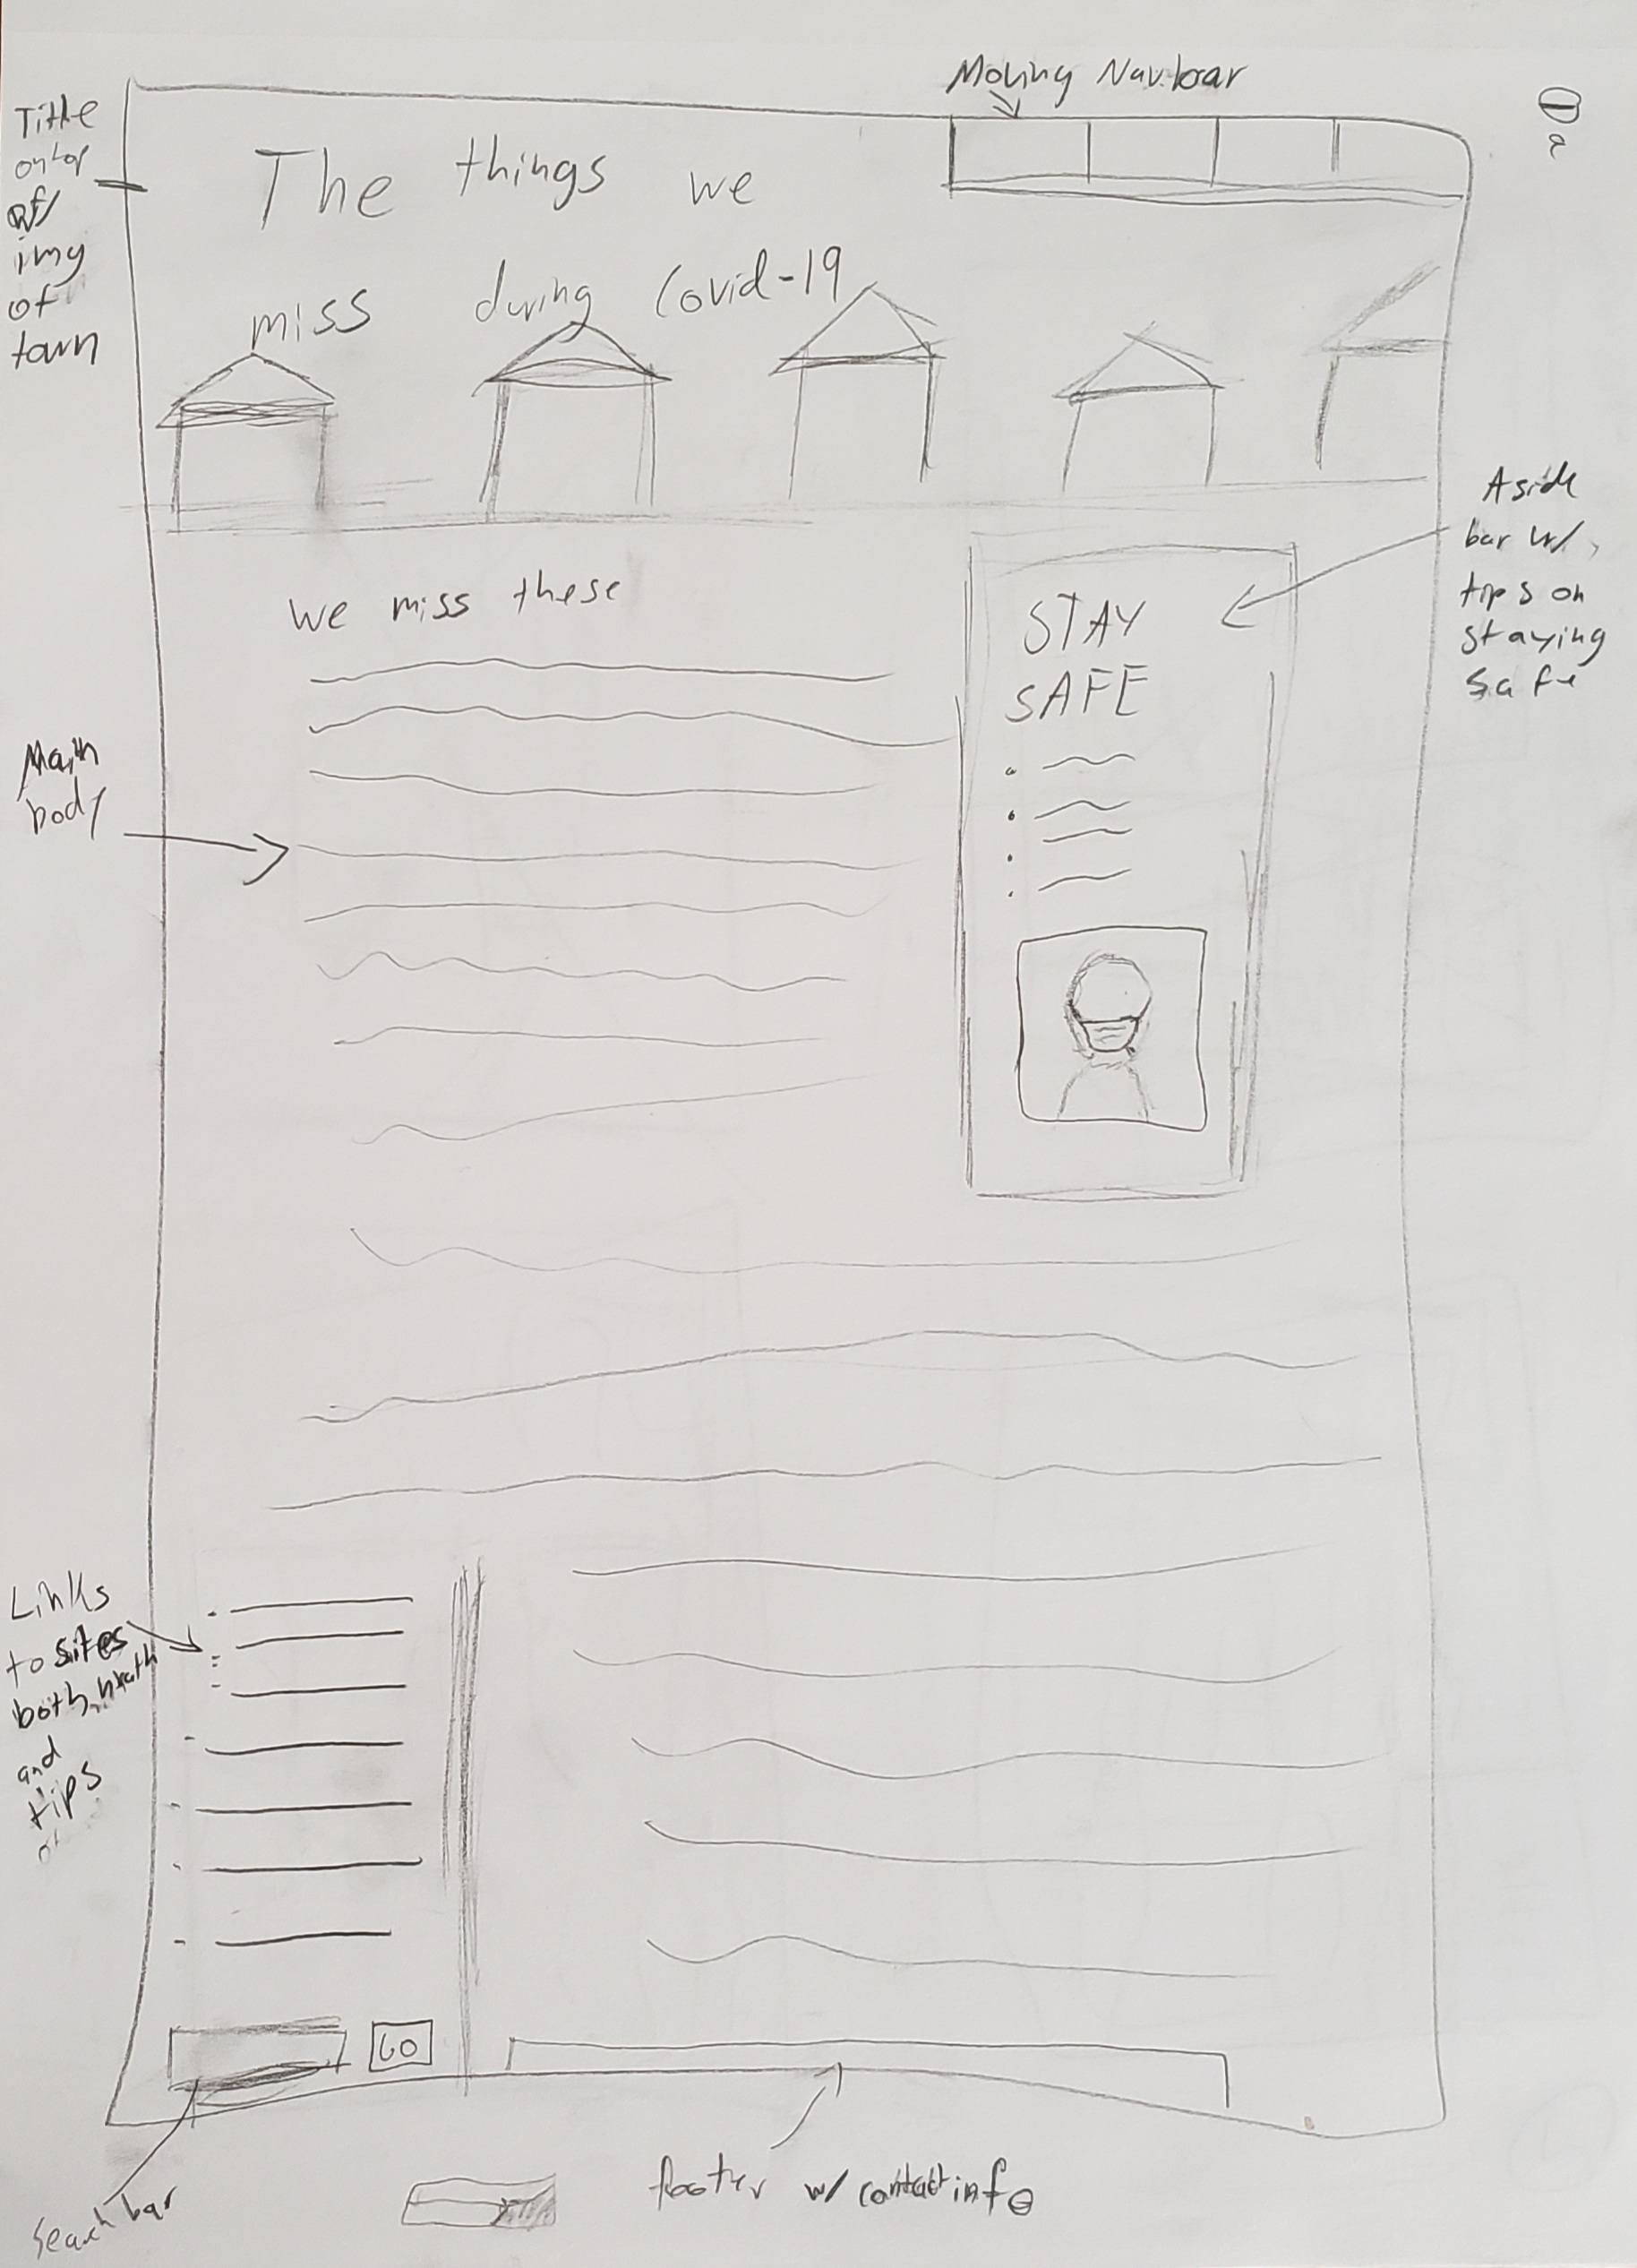 Moving Navbar
Title
ontop
of
img
of
town
The things we
miss during Covid-19
Aside
bar w/
tips on
staying
safe
we miss these
STAY
SAFE
Main
body
Links
to sites
both health
and
tips
GO
Search bar
footer w/ contact info